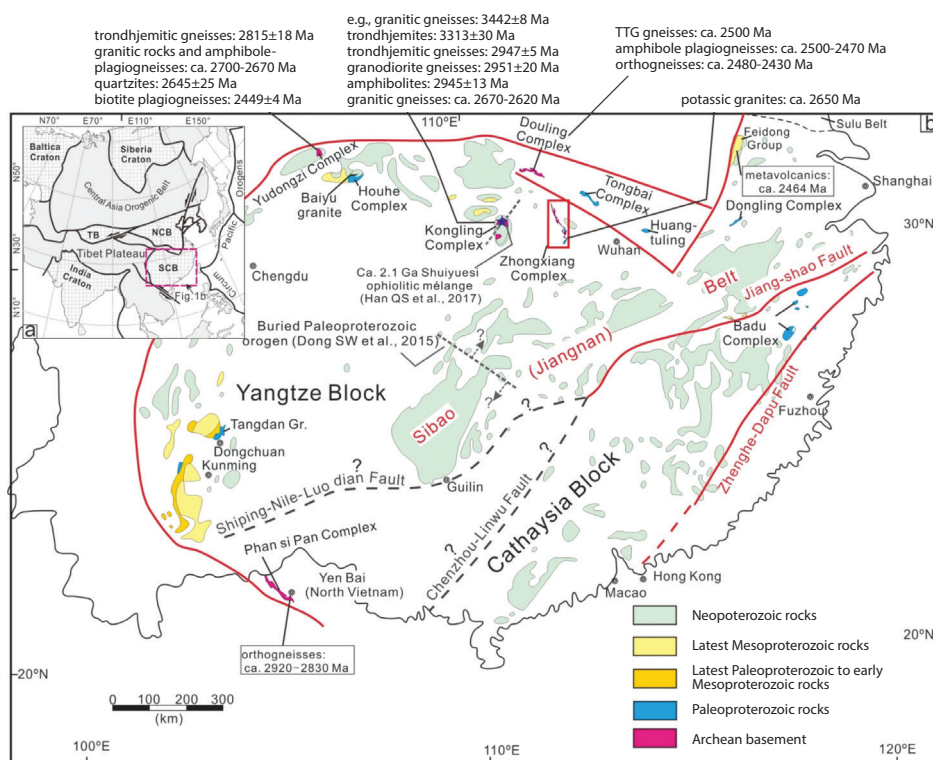 trondhjemitic gneisses: 2815±18 Ma
granitic rocks and amphibole-
plagiogneisses: ca. 2700-2670 Ma
quartzites: 2645±25 Ma
biotite plagiogneisses: 2449±4 Ma
e.g., granitic gneisses: 3442±8 Ma
trondhjemites: 3313±30 Ma
trondhjemitic gneisses: 2947±5 Ma
granodiorite gneisses: 2951±20 Ma
amphibolites: 2945±13 Ma
granitic gneisses: ca. 2670-2620 Ma
TTG gneisses: ca. 2500 Ma
amphibole plagiogneisses: ca. 2500-2470 Ma
orthogneisses: ca. 2480-2430 Ma
potassic granites: ca. 2650 Ma
N70° E70° E110° E150°
110°E
b
Baltica
Craton
Siberia
Craton
Orogens
N50°
Central Asia Orogenic Belt
TB
NCB
Pacific
N30°
Tibet Plateau
SCB
India
Craton
Circum
Fig.1b
N10°
a
Yudongzi Complex
Baiyu
granite
Houhe
Complex
Douling
Complex
Tongbai
Complex
Feidong
Group
Sulu Belt
metavolcanics:
ca. 2464 Ma
Shanghai
Dongling Complex
30°N
Kongling
Complex
Zhongxiang
Complex
Wuhan
Huang-
tuling
Chengdu
Ca. 2.1 Ga Shuiyuesi
ophiolitic mélange
(Han QS et al., 2017)
Belt
Jiang-shao Fault
Buried Paleoproterozoic
orogen (Dong SW et al., 2015)
?
(Jiangnan)
Badu
Complex
Yangtze Block
?
?
Sibao
Fuzhou
Zhenghe-Dapu Fault
Tangdan Gr.
Dongchuan
Kunming
?
?
Guilin
Shiping-Nile-Luo dian Fault
Cathaysia Block
Chenzhou-Linwu Fault
?
Phan si Pan Complex
Yen Bai
(North Vietnam)
Hong Kong
Macao
orthogneisses:
ca. 2920-2830 Ma
20°N
20°N
Neopoterozoic rocks
Latest Mesoproterozoic rocks
Latest Paleoproterozoic to early
Mesoproterozoic rocks
Paleoproterozoic rocks
Archean basement
0 100 200 300
(km)
100°E
110°E
120°E